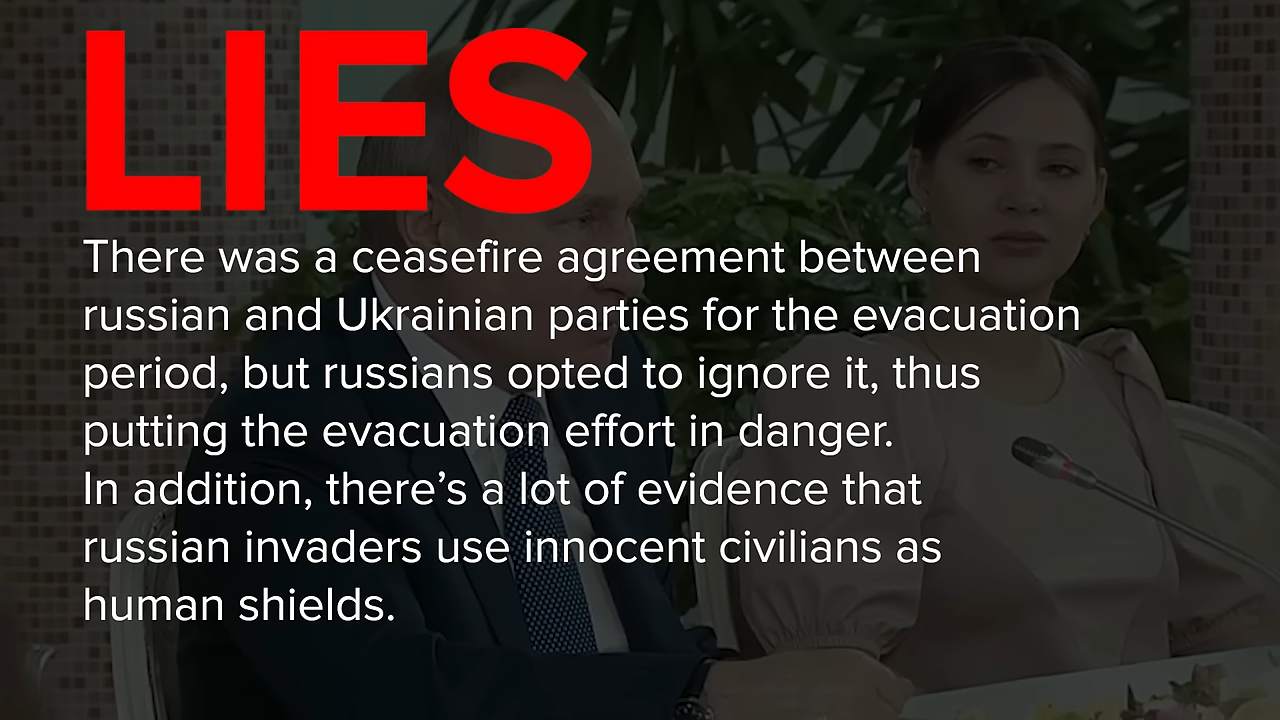 LIES
There was a ceasefire agreement between
russian and Ukrainian parties for the evacuation
period, but russians opted to ignore it, thus
putting the evacuation effort in danger.
In addition, there’s a lot of evidence that
russian invaders use innocent civilians as
human shields.